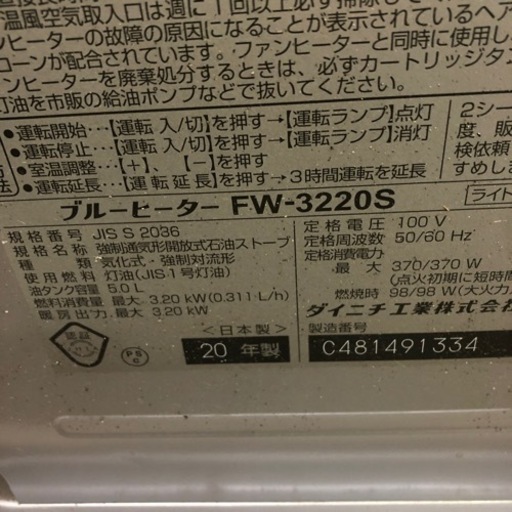 温風空気取入口は週に1回以上必ず掃除し
ンヒーターの故障の原因になることが表示されているヘア
ローンが配合されています。ファンヒーターと同時に使用しな
ンヒーターを廃棄処分するときは、必ずカートリッジタン
灯油を市販の給油ポンプなどで抜いてください。
●運転開始…【運転 入/切】を押す→【運転ランプ】点灯
●運転停止…【運転 入/切】を押す→【運転ランプ】消灯
●室温調整…【+】、【-】を押す
●運転延長…【運転延長】を押す→3時間運転を延長
法
2シー
度、販
検依頼
すめしま
ブルーヒーター FW-3220S
ライト
規格番号 JIS S 2036
規格名称 強制通気形開放式石油ストーブ
種類 気化式・強制対流形
使用燃料 灯油(JIS1号灯油)
油タンク容量 5.0 L
燃料消費量 最大 3.20 kW(0.311 L/h)
暖房出力 最大 3.20 kW
定格電圧 100 V
定格周波数 50/60 Hz
定格消費電力
最大 370/370 W
(点火初期に短時間
燃焼時 98/98 W(大火力
ダイニチ工業株式会社
<日本製>
20 年製
製造番号
C481491334
認証
PS
C